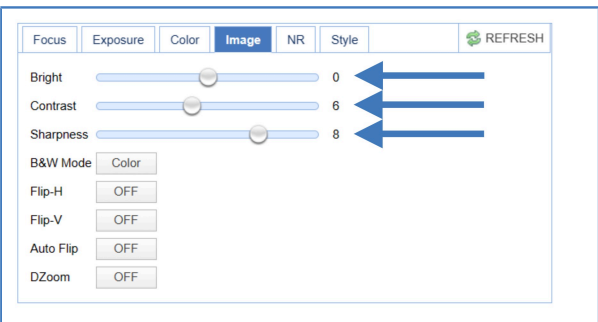 Focus Exposure Color Image NR Style REFRESH
Bright 0
Contrast 6
Sharpness 8
B&W Mode Color
Flip-H OFF
Flip-V OFF
Auto Flip OFF
DZoom OFF